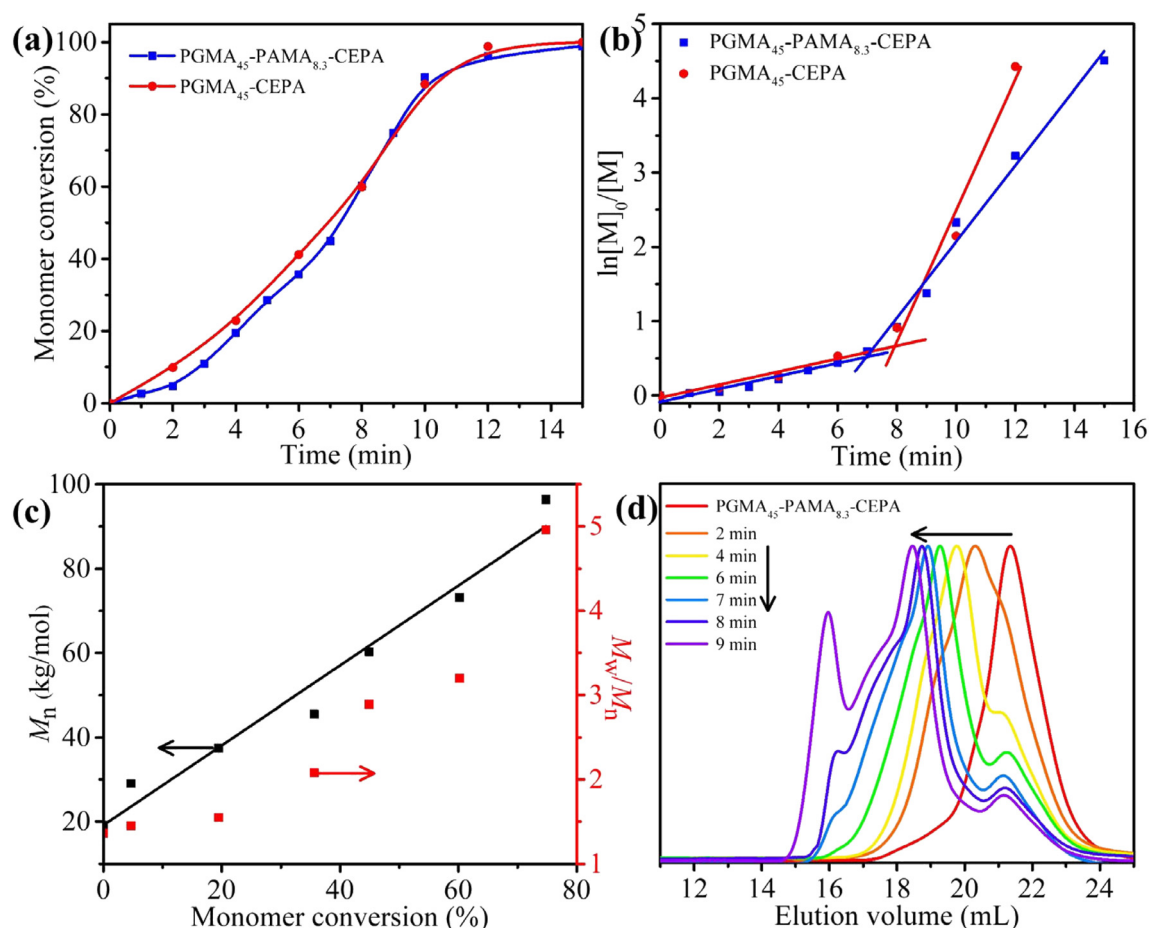 (a)
PGMA45-PAMA8.3-CEPA
PGMA45-CEPA
Monomer conversion (%)
100
80
60
40
20
0
0 2 4 6 8 10 12 14
Time (min)
(b)
PGMA45-PAMA8.3-CEPA
PGMA45-CEPA
ln[M]0/[M]
5
4
3
2
1
0
0 2 4 6 8 10 12 14 16
Time (min)
(c)
Mn (kg/mol)
100
80
60
40
20
5
4
3
2
1
Mw/Mn
0 20 40 60 80
Monomer conversion (%)
(d)
PGMA45-PAMA8.3-CEPA
2 min
4 min
6 min
7 min
8 min
9 min
12 14 16 18 20 22 24
Elution volume (mL)